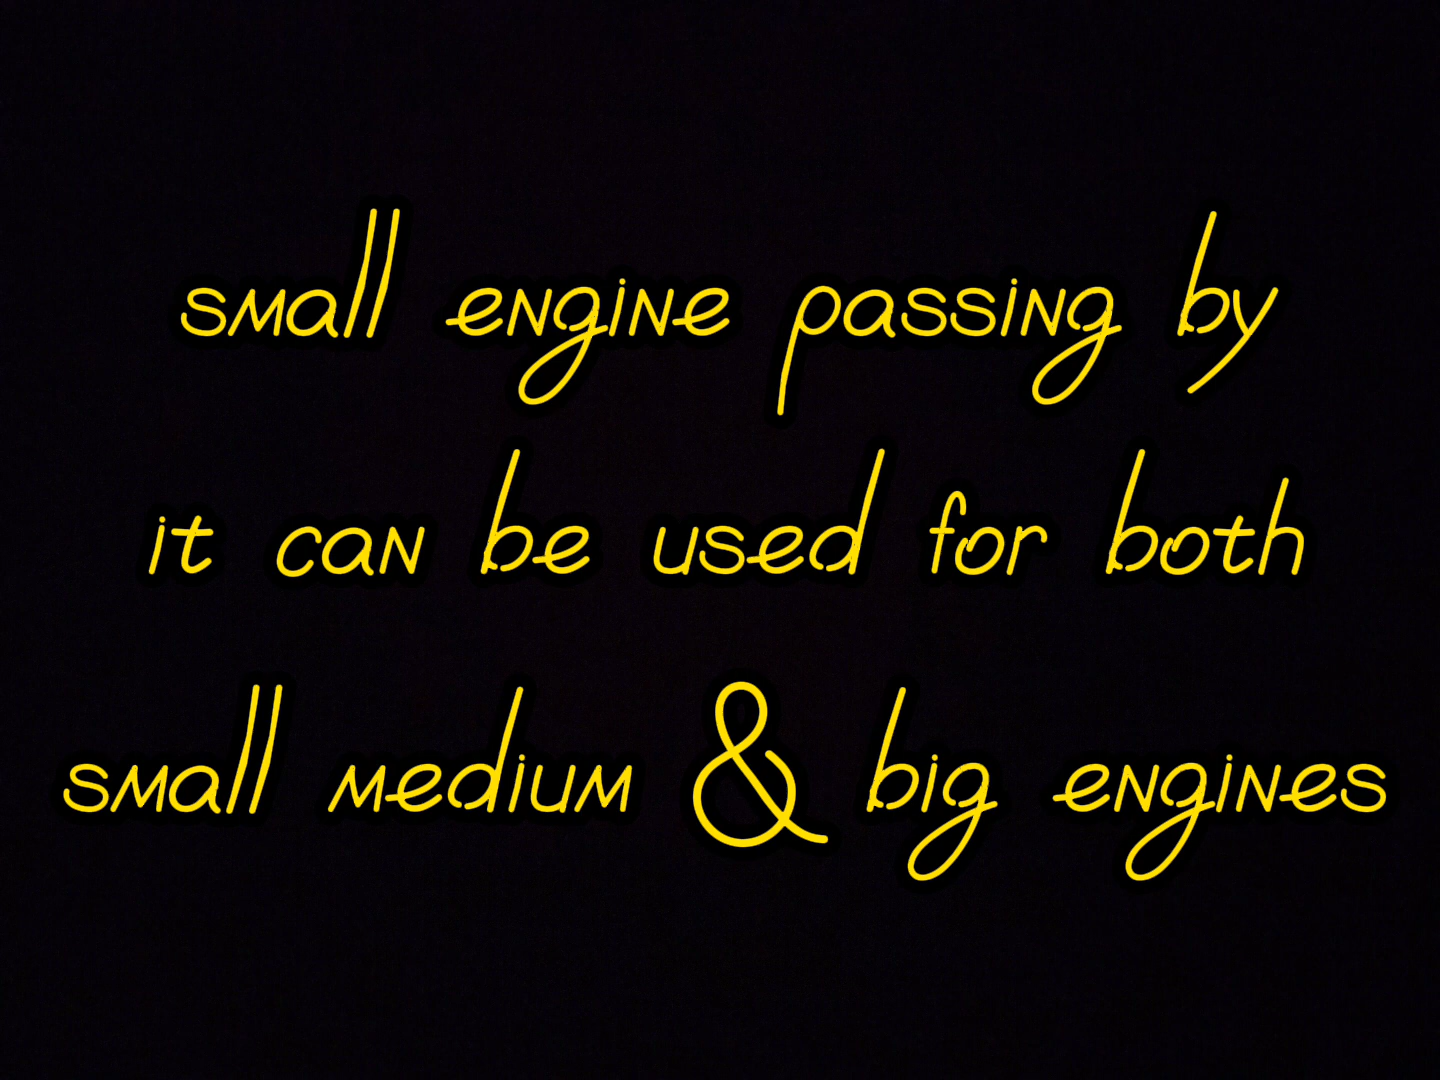 small engine passing by
it can be used for both
small medium & big engines